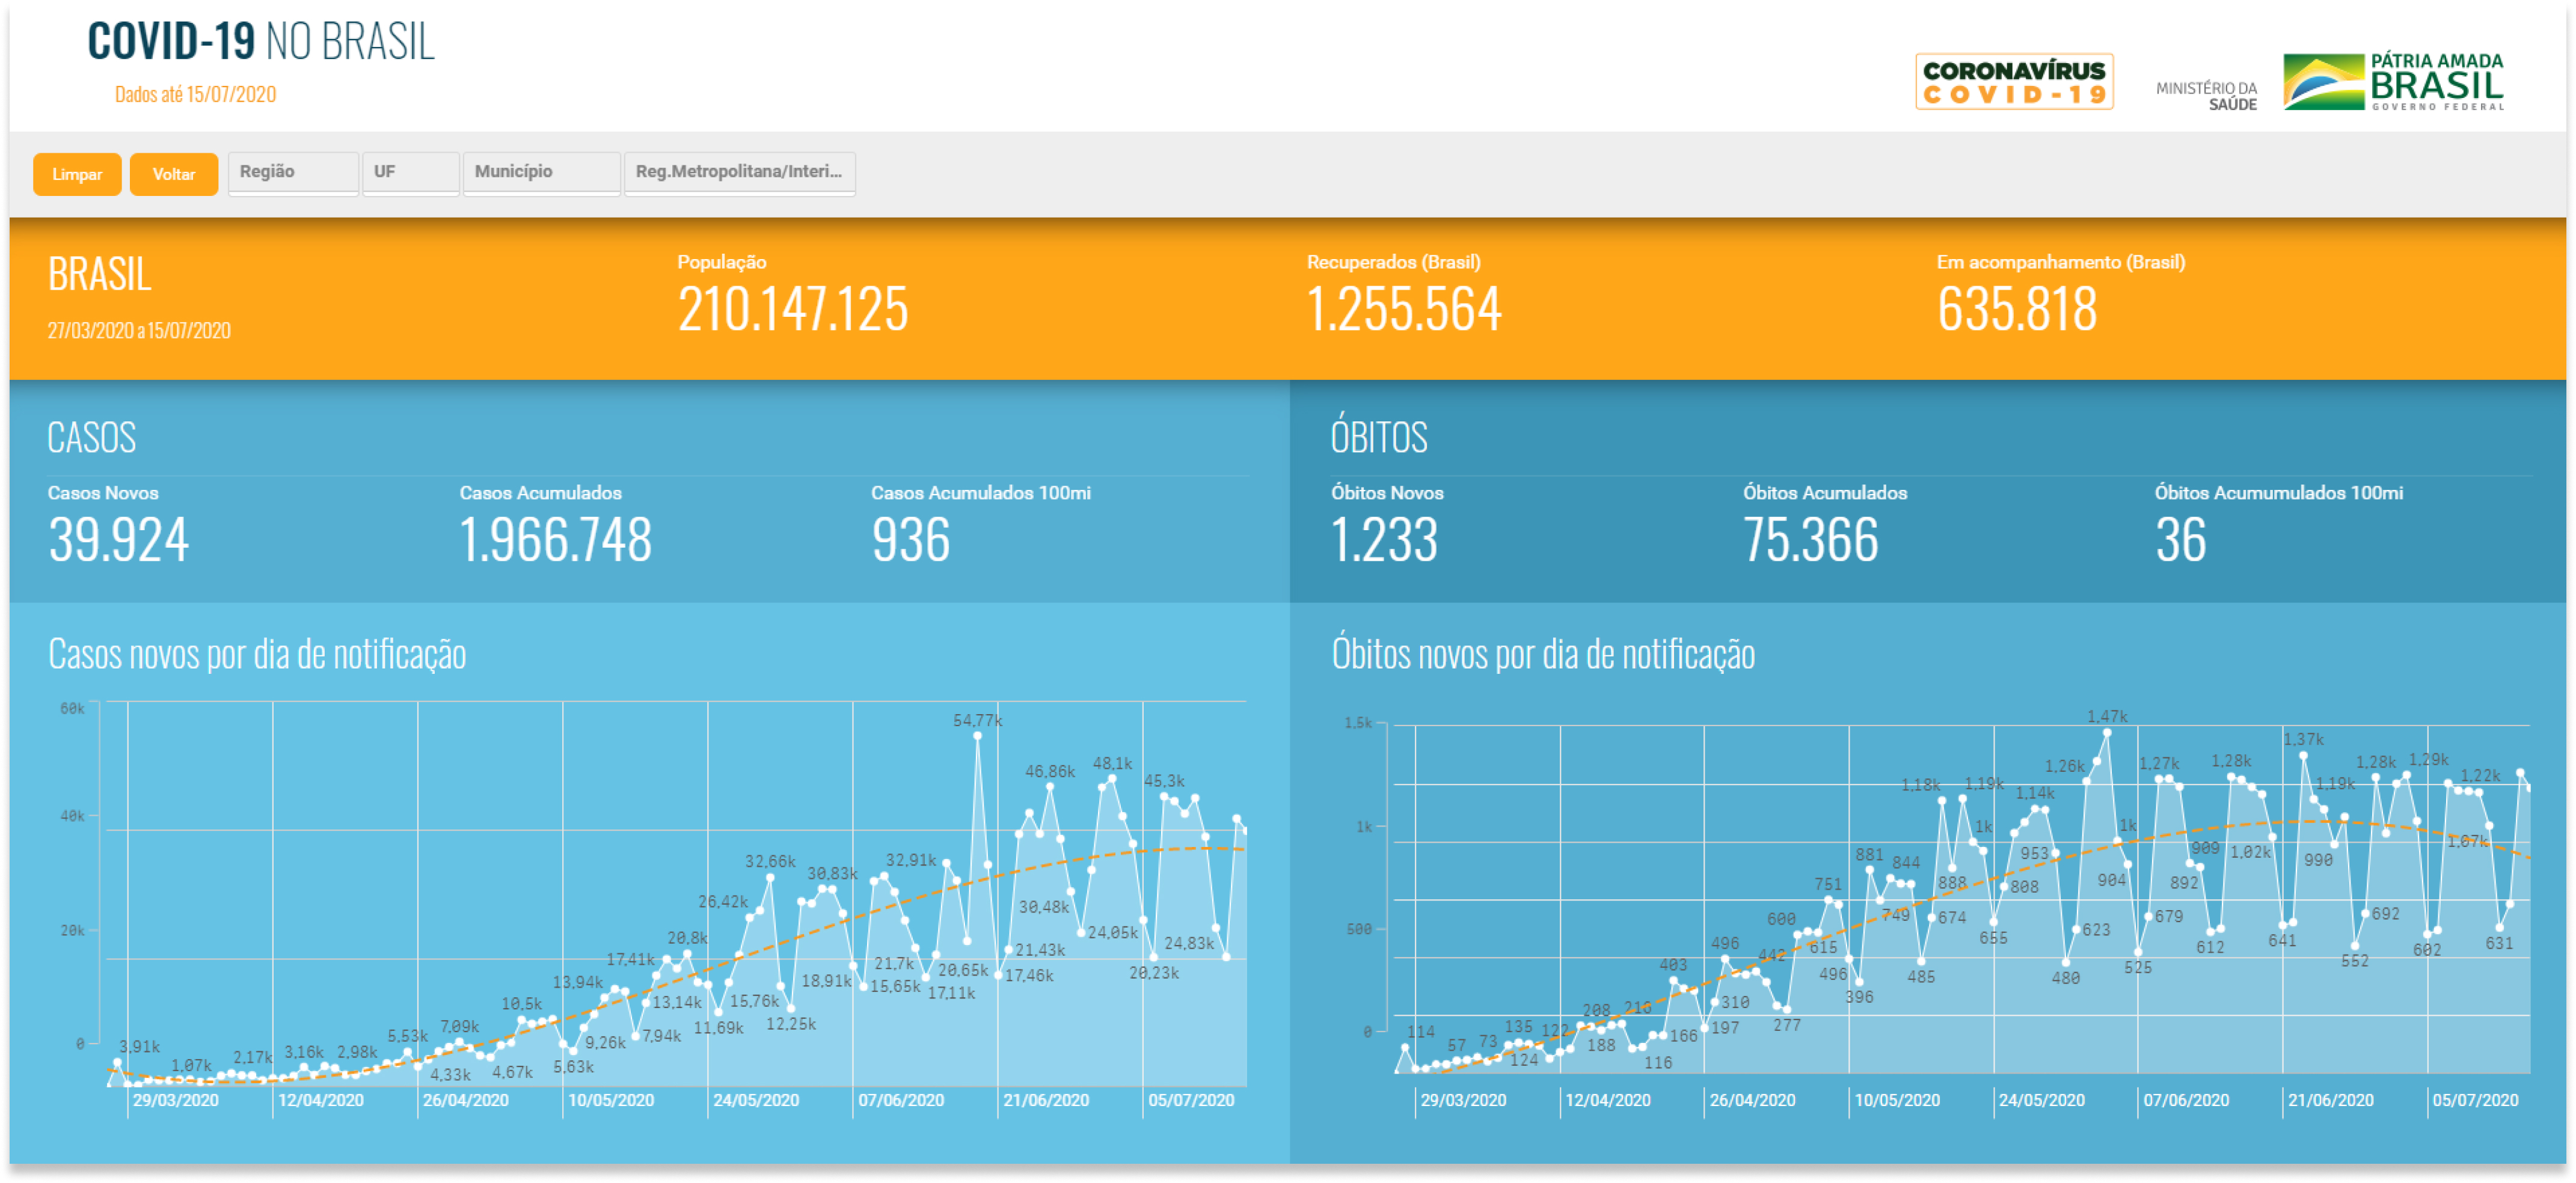 COVID-19 NO BRASIL
Dados até 15/07/2020
CORONAVÍRUS
COVID-19
MINISTÉRIO DA
SAÚDE
PÁTRIA AMADA
BRASIL
GOVERNO FEDERAL
Limpar
Voltar
Região
UF
Município
Reg.Metropolitana/Interi...
BRASIL
27/03/2020 a 15/07/2020
População
210.147.125
Recuperados (Brasil)
1.255.564
Em acompanhamento (Brasil)
635.818
CASOS
Casos Novos
39.924
Casos Acumulados
1.966.748
Casos Acumulados 100mi
936
ÓBITOS
Óbitos Novos
1.233
Óbitos Acumulados
75.366
Óbitos Acumumulados 100mi
36
Casos novos por dia de notificação
60k
40k
20k
0
3,91k
1,07k
2,17k
3,16k
2,98k
5,53k
4,33k
7,09k
4,67k
10,5k
5,63k
13,94k
9,26k
17,41k
7,94k
13,14k
20,8k
11,69k
26,42k
15,76k
32,66k
12,25k
30,83k
18,91k
15,65k
21,7k
32,91k
17,11k
20,65k
54,77k
17,46k
21,43k
30,48k
46,86k
24,05k
48,1k
20,23k
45,3k
24,83k
29/03/2020
12/04/2020
26/04/2020
10/05/2020
24/05/2020
07/06/2020
21/06/2020
05/07/2020
Óbitos novos por dia de notificação
1,5k
1k
500
0
114
57
73
135
124
122
208
188
216
116
166
403
197
310
496
442
277
600
615
751
496
396
881
749
844
485
674
1,18k
888
1,19k
1k
655
808
953
1,14k
480
623
1,26k
1,47k
904
1k
525
679
1,27k
892
909
612
1,28k
1,02k
641
1,37k
990
1,19k
552
692
1,28k
1,29k
602
1,07k
1,22k
631
29/03/2020
12/04/2020
26/04/2020
10/05/2020
24/05/2020
07/06/2020
21/06/2020
05/07/2020